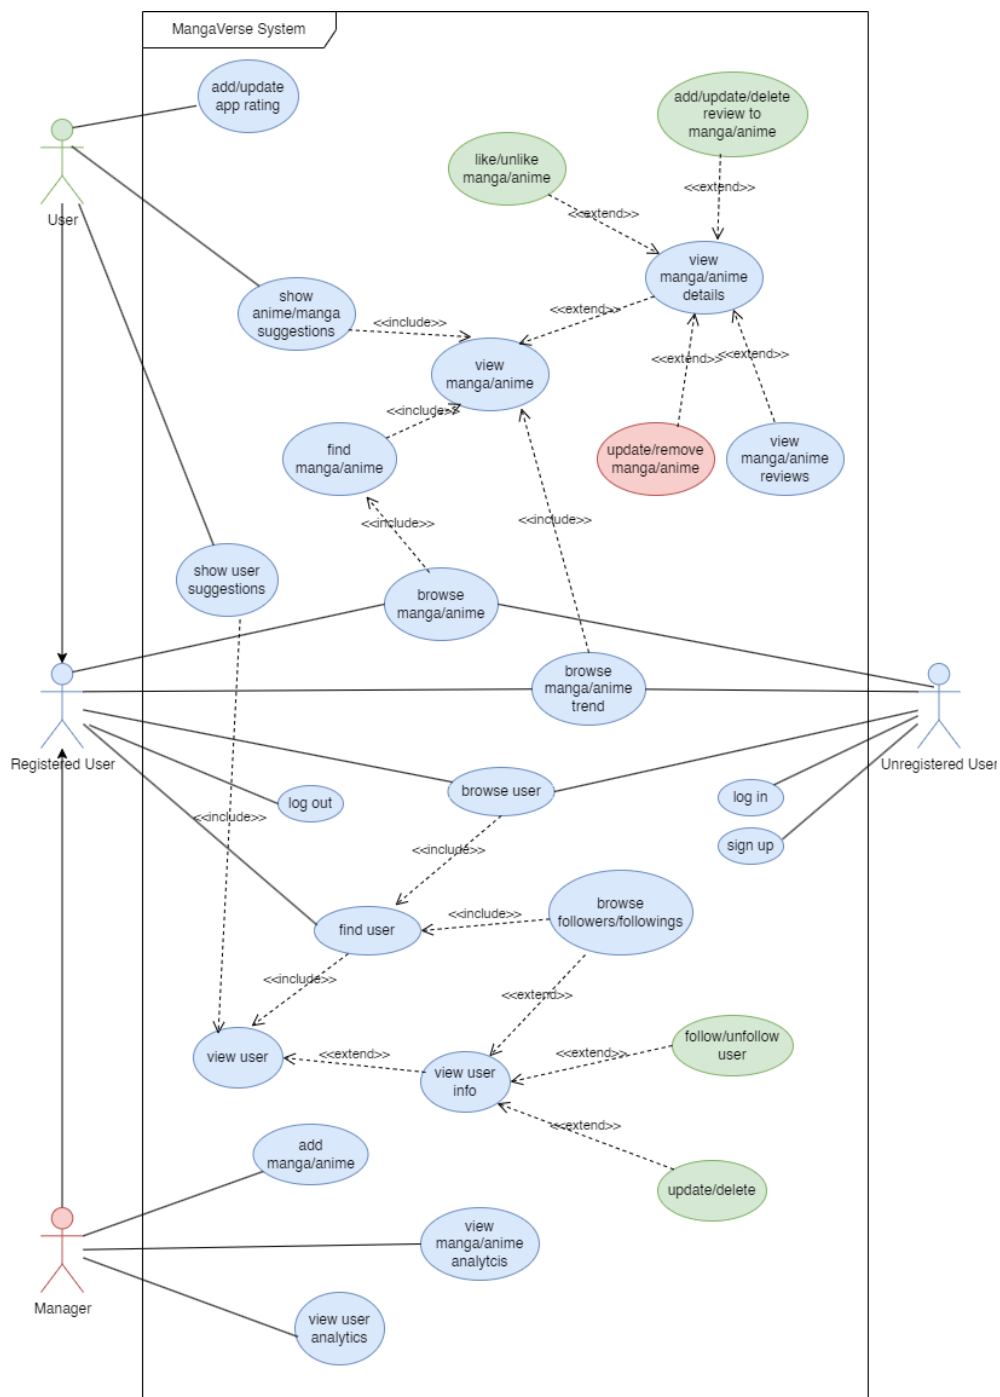 MangaVerse System
add/update
app rating
add/update/delete
review to
manga/anime
like/unlike
manga/anime
<<extend>>
<<extend>>
User
view
manga/anime
details
show
anime/manga
suggestions
<<include>>
<<extend>>
view
manga/anime
<<extend>>
<<extend>>
<<include>>
find
manga/anime
update/remove
manga/anime
view
manga/anime
reviews
<<include>>
<<include>>
show user
suggestions
browse
manga/anime
browse
manga/anime
trend
Registered User
Unregistered User
browse user
log out
log in
<<include>>
sign up
<<include>>
browse
followers/followings
<<include>>
find user
<<include>>
<<extend>>
follow/unfollow
user
view user
<<extend>>
<<extend>>
view user
info
<<extend>>
add
manga/anime
update/delete
view
manga/anime
analytcis
Manager
view user
analytics